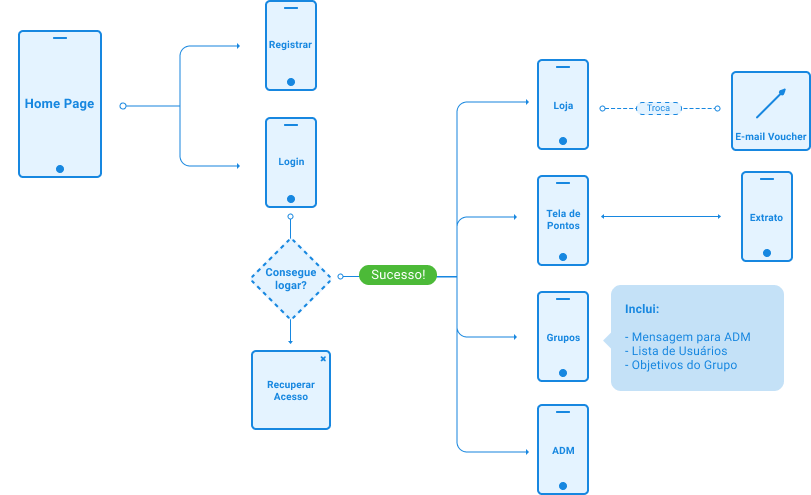 Home Page
Registrar
Login
Consegue
logar?
Recuperar
Acesso
Sucesso!
Loja
Troca
E-mail Voucher
Tela de
Pontos
Extrato
Grupos
Inclui:
- Mensagem para ADM
- Lista de Usuários
- Objetivos do Grupo
ADM